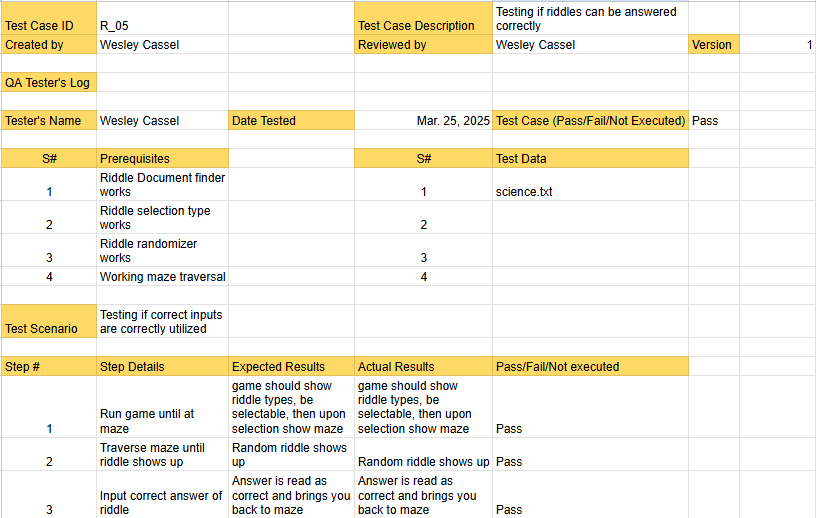 Test Case ID R_05 Test Case Description Testing if riddles can be answered
correctly
Created by Wesley Cassel Reviewed by Wesley Cassel Version 1
QA Tester's Log
Tester's Name Wesley Cassel Date Tested Mar. 25, 2025 Test Case (Pass/Fail/Not Executed) Pass
S# Prerequisites S# Test Data
Riddle Document finder
1 works 1 science.txt
Riddle selection type
2 works 2
Riddle randomizer
3 works 3
4 Working maze traversal 4
Testing if correct inputs
Test Scenario are correctly utilized
Step # Step Details Expected Results Actual Results Pass/Fail/Not executed
game should show game should show
riddle types, be riddle types, be
Run game until at selectable, then upon selectable, then upon
1 maze selection show maze selection show maze Pass
Traverse maze until Random riddle shows
2 riddle shows up up Random riddle shows up Pass
Answer is read as Answer is read as
Input correct answer of correct and brings you correct and brings you
3 riddle back to maze back to maze Pass